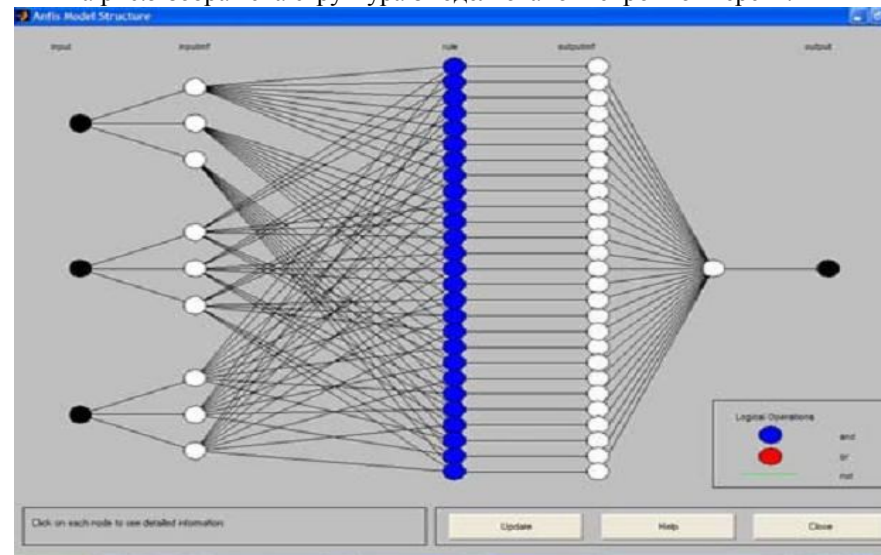 Anfis Model Structure
input inputmf rule outputmf output
Logical Operations
and
or
not
Click on each node to see detailed information
Update Help Close